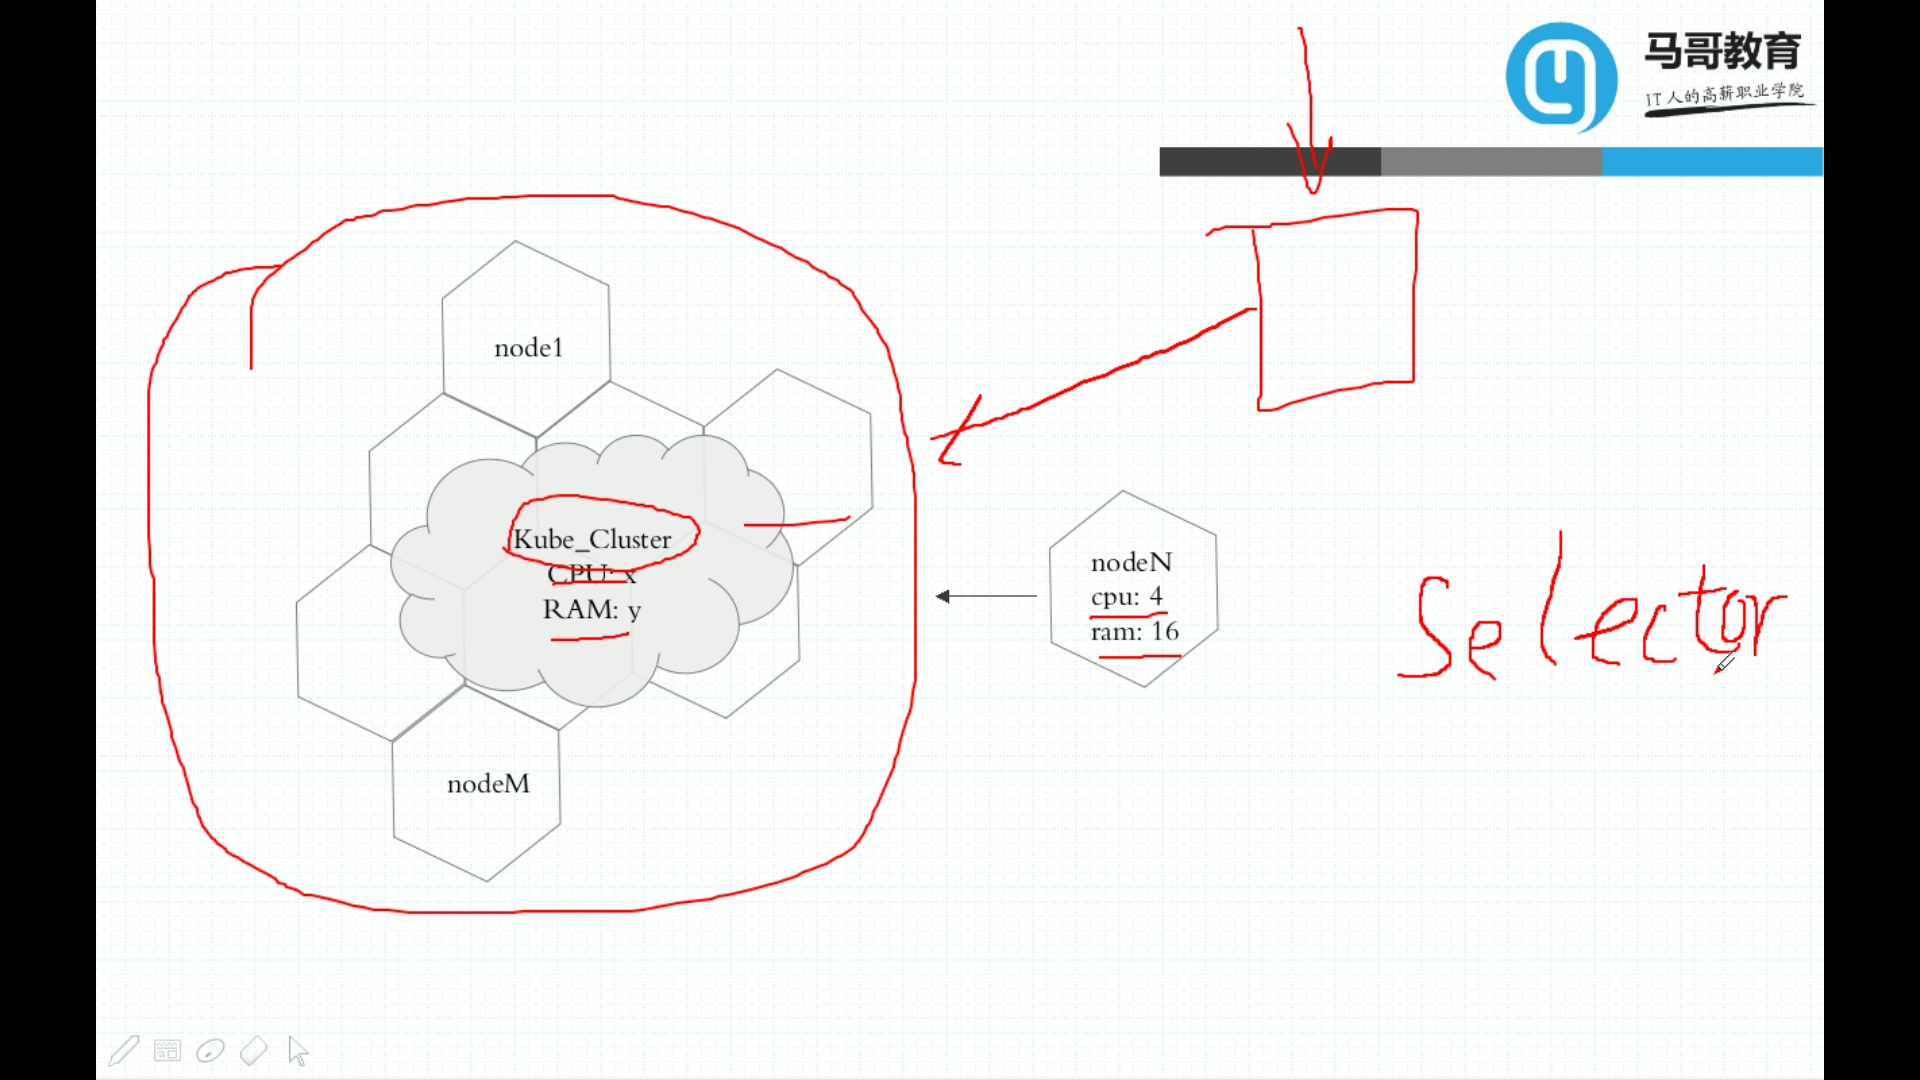 马哥教育
IT人的高薪职业学院
node1
Kube_Cluster
CPU: x
RAM: y
nodeN
cpu: 4
ram: 16
Selector
nodeM